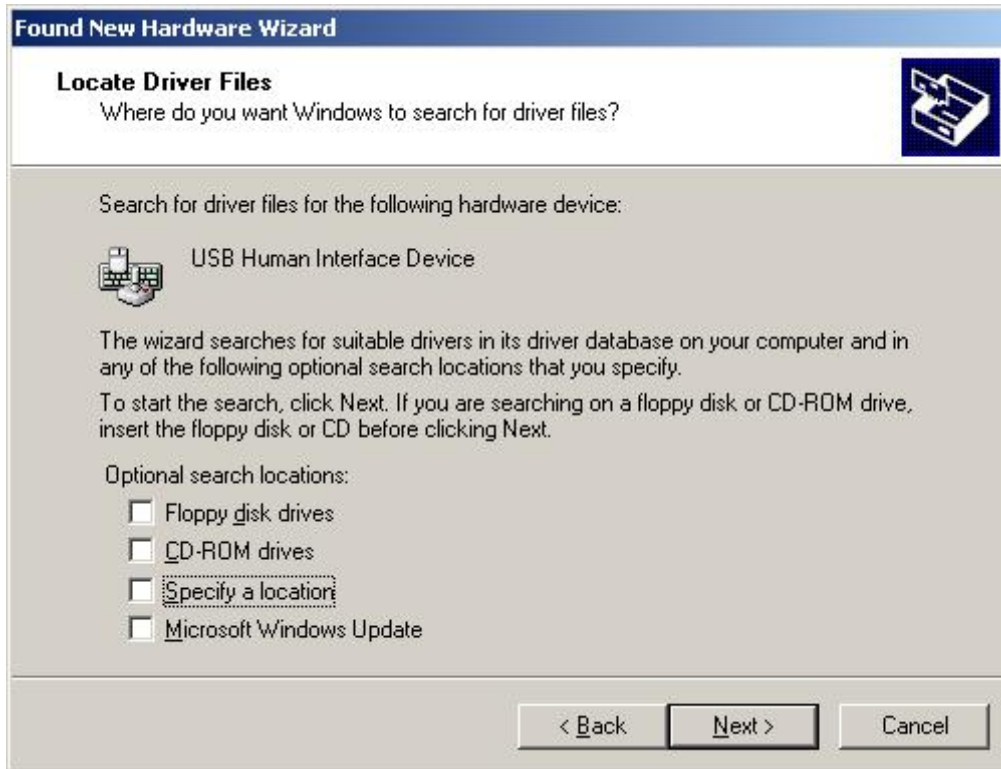 Found New Hardware Wizard
Locate Driver Files
Where do you want Windows to search for driver files?
Search for driver files for the following hardware device:
USB Human Interface Device
The wizard searches for suitable drivers in its driver database on your computer and in
any of the following optional search locations that you specify.
To start the search, click Next. If you are searching on a floppy disk or CD-ROM drive,
insert the floppy disk or CD before clicking Next.
Optional search locations:
Floppy disk drives
CD-ROM drives
Specify a location
Microsoft Windows Update
< Back Next > Cancel